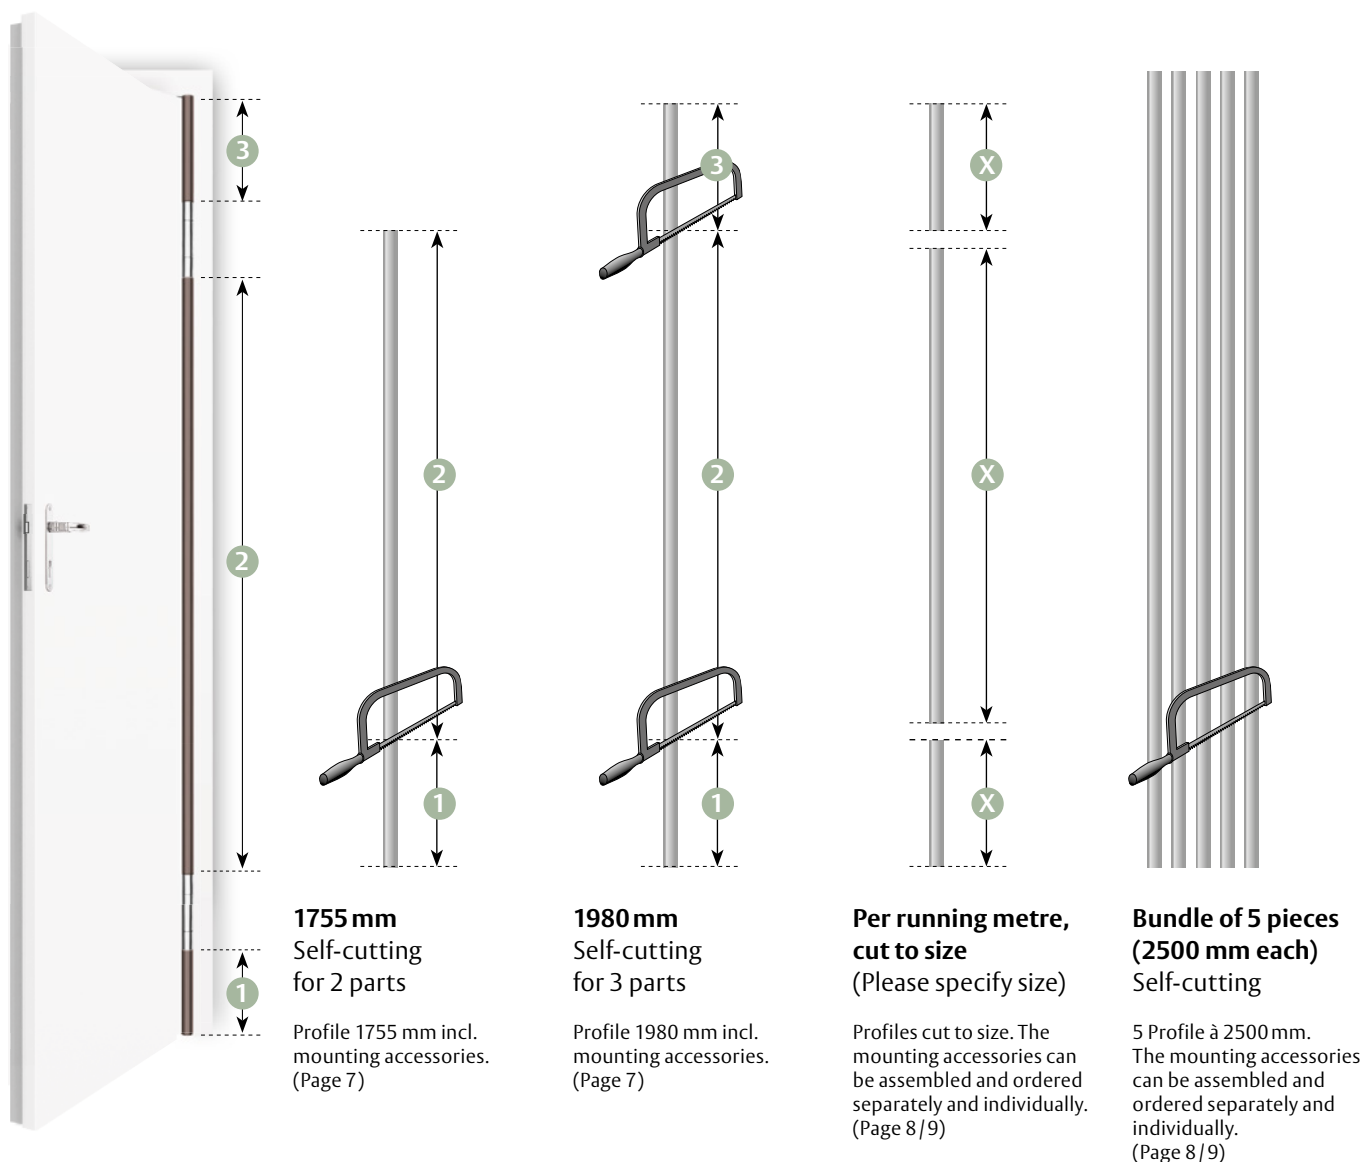 3
2
1
2
1
3
2
1
X
X
X
1755 mm
Self-cutting
for 2 parts
Profile 1755 mm incl.
mounting accessories.
(Page 7)
1980 mm
Self-cutting
for 3 parts
Profile 1980 mm incl.
mounting accessories.
(Page 7)
Per running metre,
cut to size
(Please specify size)
Profiles cut to size. The
mounting accessories can
be assembled and ordered
separately and individually.
(Page 8/9)
Bundle of 5 pieces
(2500 mm each)
Self-cutting
5 Profile à 2500 mm.
The mounting accessories
can be assembled and
ordered separately and
individually.
(Page 8/9)